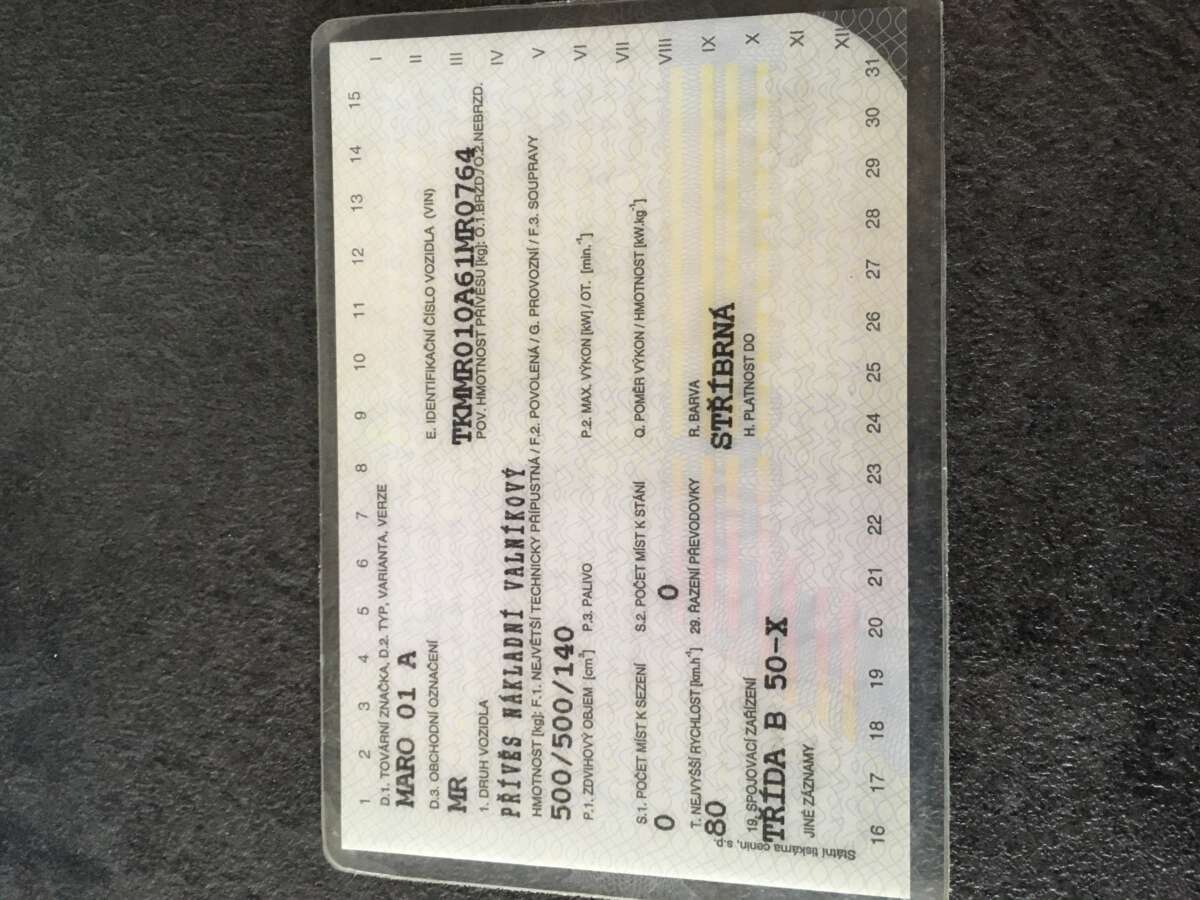 1 2 3 4 5 6 7 8 9 10 11 12 13 14 15 I
D.1. TOVÁRNÍ ZNAČKA, D.2. TYP, VARIANTA, VERZE
MARO 01 A
II
D.3. OBCHODNÍ OZNAČENÍ E. IDENTIFIKAČNÍ ČÍSLO VOZIDLA (VIN)
MR TKMMR010A61MR0764 III
1. DRUH VOZIDLA POV. HMOTNOST PŘÍVĚSU [kg]: O.1.BRZD./O.2.NEBRZD.
PŘÍVĚS NÁKLADNÍ VALNÍKOVÝ IV
HMOTNOST [kg]: F.1. NEJVĚTŠÍ TECHNICKY PŘÍPUSTNÁ / F.2. POVOLENÁ / G. PROVOZNÍ / F.3. SOUPRAVY V
500/500/140
P.1. ZDVIHOVÝ OBJEM [cm³] P.3. PALIVO P.2. MAX. VÝKON [kW] / OT. [min.⁻¹] VI
VII
S.1. POČET MÍST K SEZENÍ S.2. POČET MÍST K STÁNÍ Q. POMĚR VÝKON / HMOTNOST [kW.kg⁻¹]
0 0 VIII
T. NEJVYŠŠÍ RYCHLOST [km.h⁻¹] 29. ŘAZENÍ PŘEVODOVKY R. BARVA
80 STŘÍBRNÁ IX
19. SPOJOVACÍ ZAŘÍZENÍ H. PLATNOST DO X
TŘÍDA B 50-X
JINÉ ZÁZNAMY XI
XII
Státní tiskárna cenin, s.p.
16 17 18 19 20 21 22 23 24 25 26 27 28 29 30 31